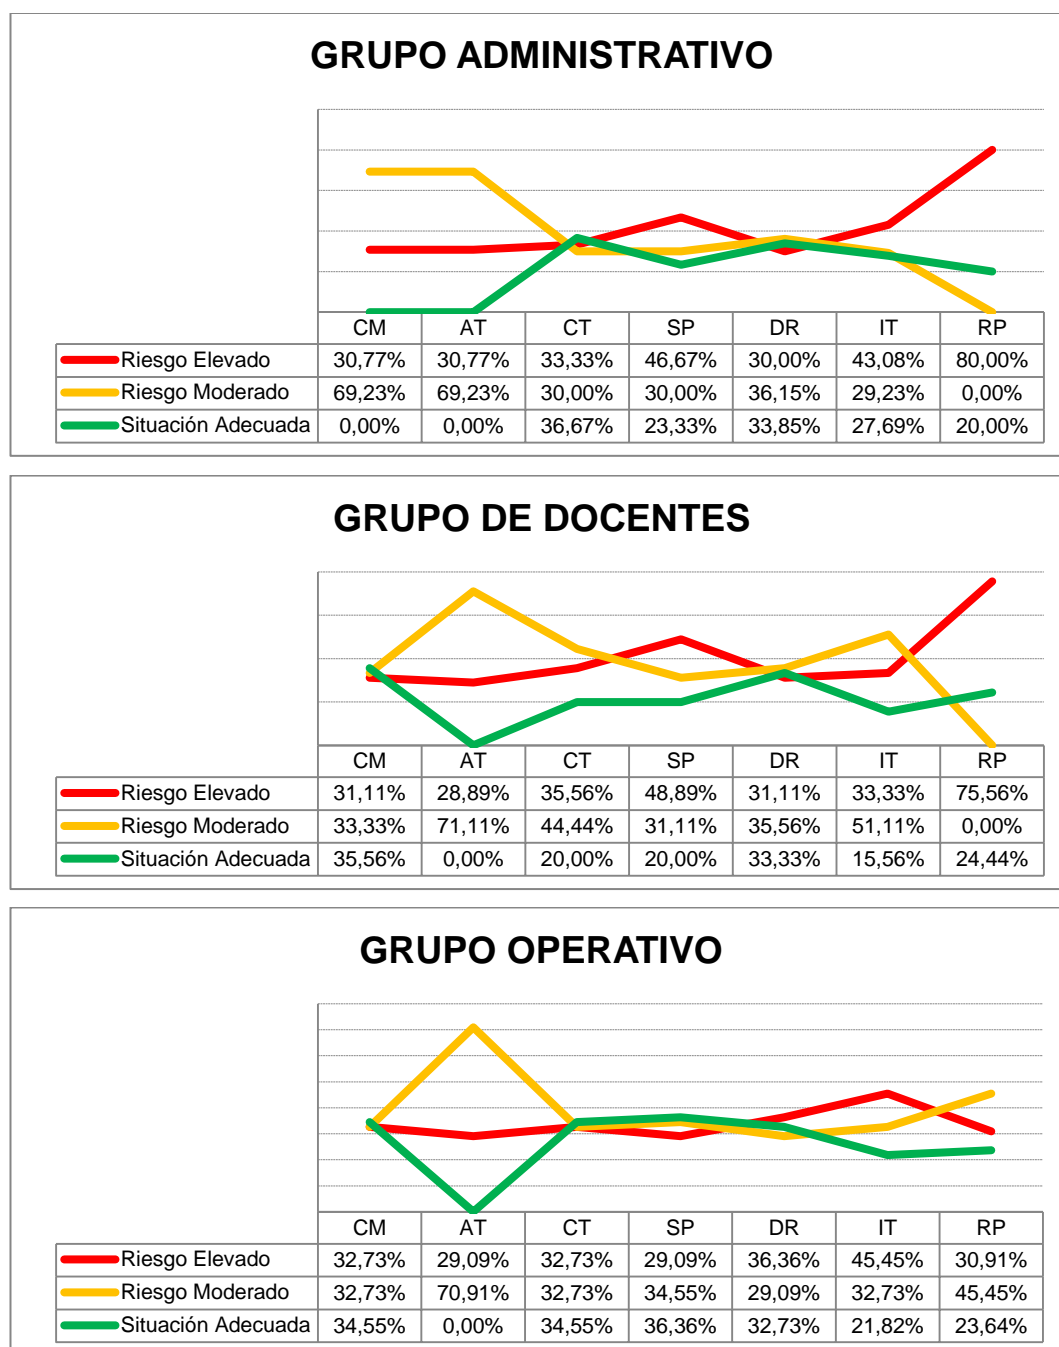 GRUPO ADMINISTRATIVO
CM AT CT SP DR IT RP
Riesgo Elevado 30,77% 30,77% 33,33% 46,67% 30,00% 43,08% 80,00%
Riesgo Moderado 69,23% 69,23% 30,00% 30,00% 36,15% 29,23% 0,00%
Situación Adecuada 0,00% 0,00% 36,67% 23,33% 33,85% 27,69% 20,00%
GRUPO DE DOCENTES
CM AT CT SP DR IT RP
Riesgo Elevado 31,11% 28,89% 35,56% 48,89% 31,11% 33,33% 75,56%
Riesgo Moderado 33,33% 71,11% 44,44% 31,11% 35,56% 51,11% 0,00%
Situación Adecuada 35,56% 0,00% 20,00% 20,00% 33,33% 15,56% 24,44%
GRUPO OPERATIVO
CM AT CT SP DR IT RP
Riesgo Elevado 32,73% 29,09% 32,73% 29,09% 36,36% 45,45% 30,91%
Riesgo Moderado 32,73% 70,91% 32,73% 34,55% 29,09% 32,73% 45,45%
Situación Adecuada 34,55% 0,00% 34,55% 36,36% 32,73% 21,82% 23,64%